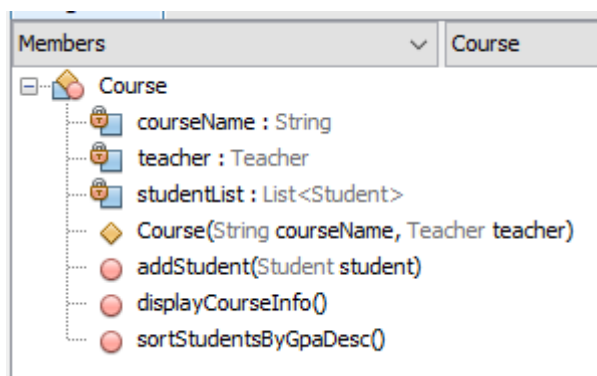 Members Course
Course
courseName : String
teacher : Teacher
studentList : List<Student>
Course(String courseName, Teacher teacher)
addStudent(Student student)
displayCourseInfo()
sortStudentsByGpaDesc()